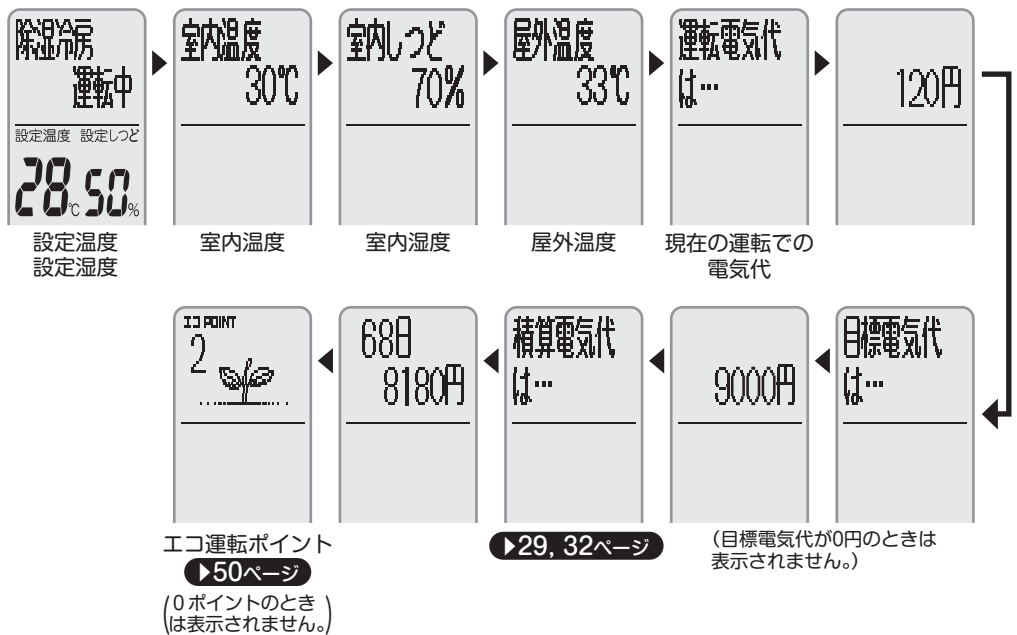 除湿冷房
運転中
設定温度 設定しつど
28℃ 50%
設定温度
設定湿度
室内温度
30℃
室内温度
室内しつど
70%
室内湿度
屋外温度
33℃
屋外温度
運転電気代
は…
現在の運転での
電気代
120円
目標電気代
は…
9000円
(目標電気代が0円のときは
表示されません。)
積算電気代
は…
▶29, 32ページ
68日
8180円
エコ POINT
2
エコ運転ポイント
▶50ページ
(0 ポイントのとき
は表示されません。)